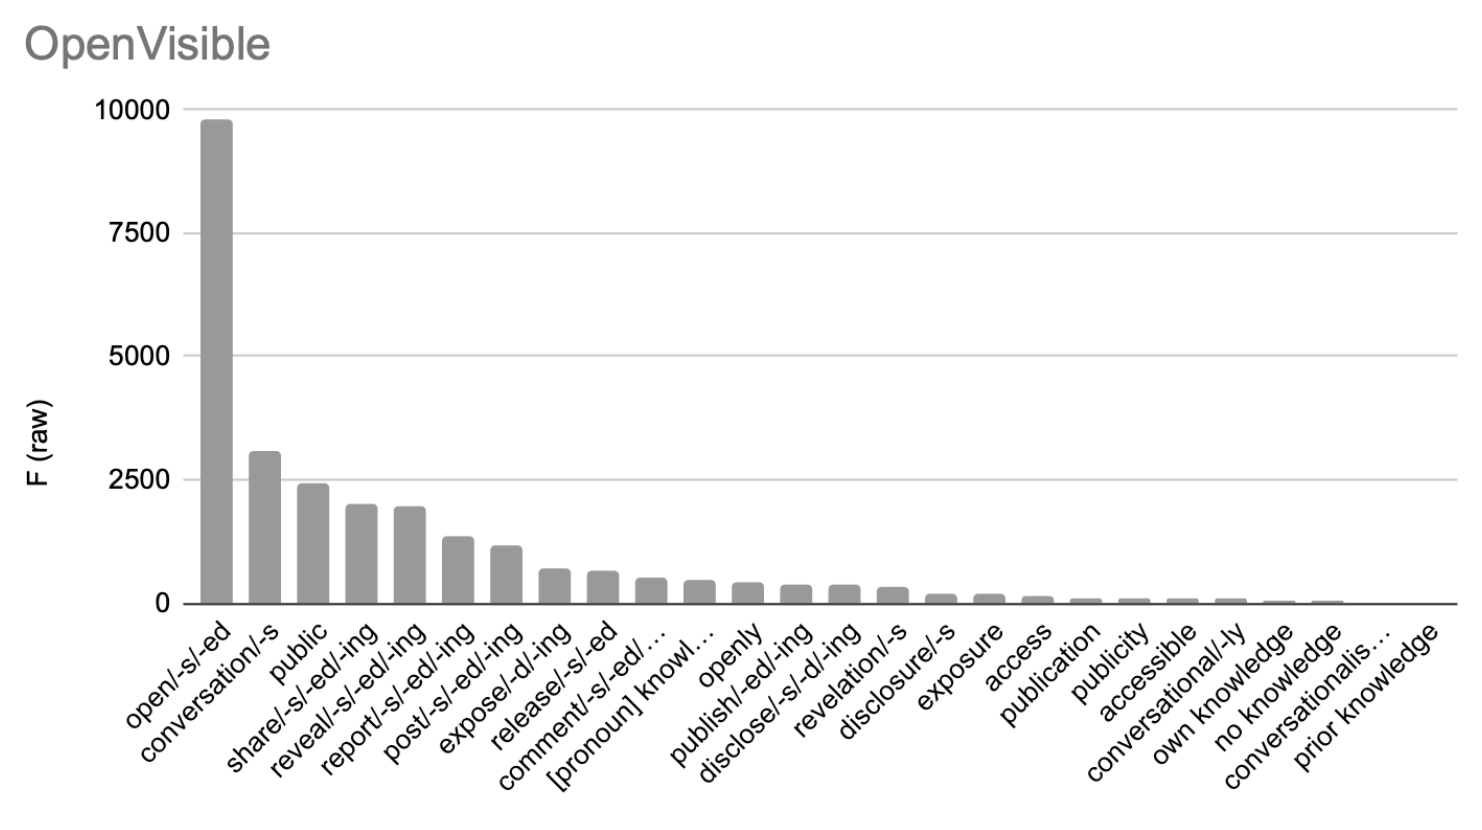 OpenVisible
10000
7500
5000
2500
0
F (raw)
open/-s/-ed
conversation/-s
public
share/-s/-ed/-ing
reveal/-s/-ed/-ing
report/-s/-ed/-ing
post/-s/-ed/-ing
expose/-d/-ing
release/-s/-ed
comment/-s/-ed/…
[pronoun] knowl…
openly
publish/-ed/-ing
disclose/-s/-d/-ing
revelation/-s
disclosure/-s
exposure
access
publication
publicity
accessible
conversational/-ly
own knowledge
no knowledge
conversationalis…
prior knowledge